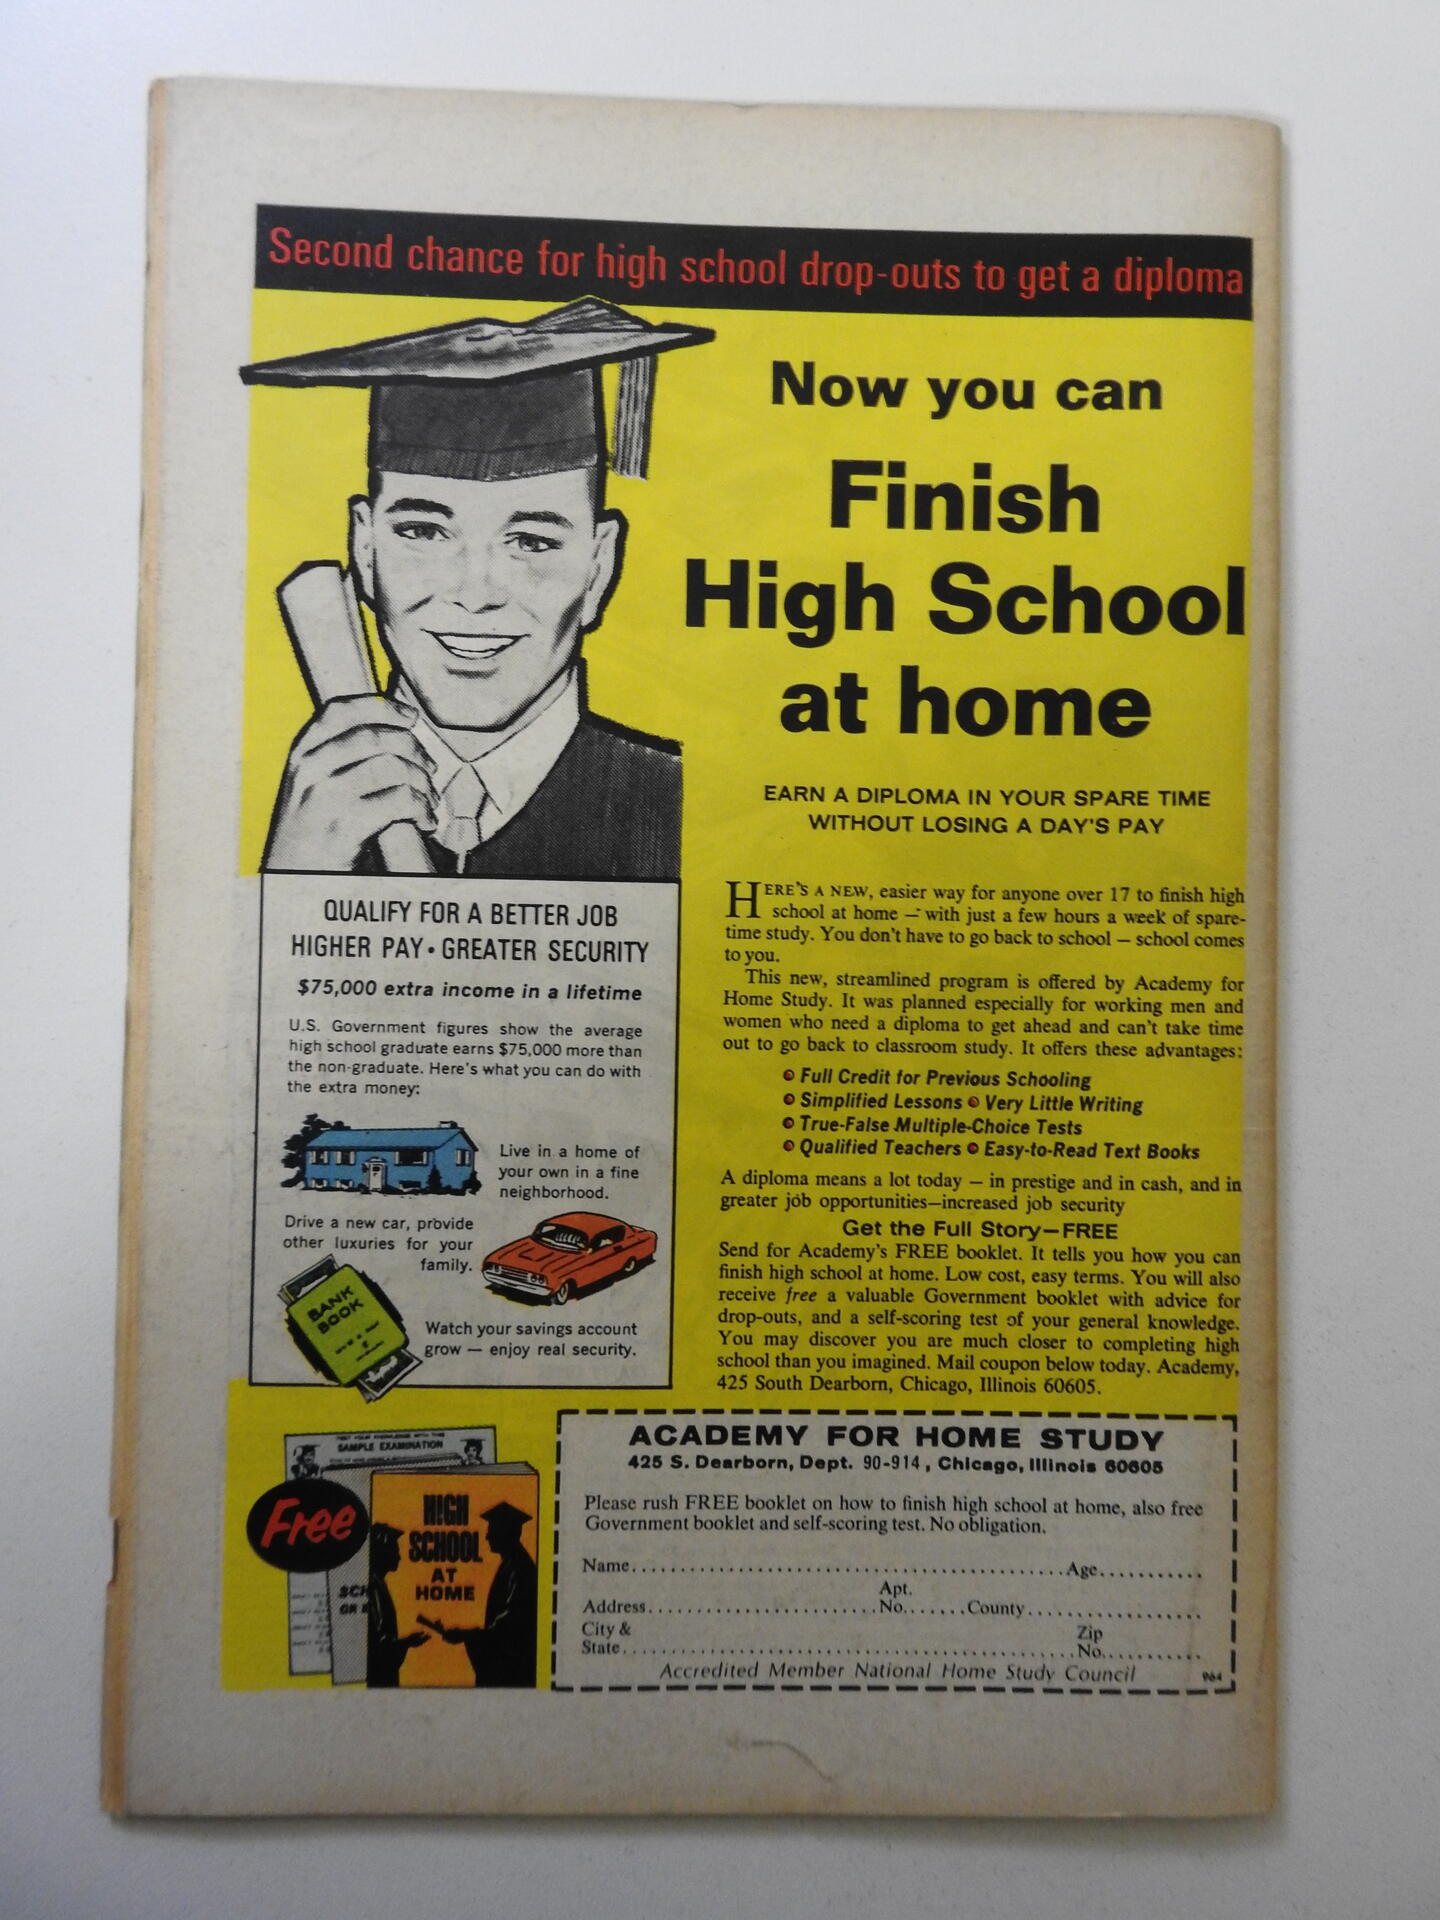 Second chance for high school drop-outs to get a diploma
Now you can
Finish
High School
at home
EARN A DIPLOMA IN YOUR SPARE TIME
WITHOUT LOSING A DAY'S PAY
HERE'S A NEW, easier way for anyone over 17 to finish high
school at home — with just a few hours a week of spare-
time study. You don't have to go back to school — school comes
to you.
This new, streamlined program is offered by Academy for
Home Study. It was planned especially for working men and
women who need a diploma to get ahead and can't take time
out to go back to classroom study. It offers these advantages:
Full Credit for Previous Schooling
Simplified Lessons Very Little Writing
True-False Multiple-Choice Tests
Qualified Teachers Easy-to-Read Text Books
A diploma means a lot today — in prestige and in cash, and in
greater job opportunities—increased job security
Get the Full Story—FREE
Send for Academy's FREE booklet. It tells you how you can
finish high school at home. Low cost, easy terms. You will also
receive free a valuable Government booklet with advice for
drop-outs, and a self-scoring test of your general knowledge.
You may discover you are much closer to completing high
school than you imagined. Mail coupon below today. Academy,
425 South Dearborn, Chicago, Illinois 60605.
QUALIFY FOR A BETTER JOB
HIGHER PAY • GREATER SECURITY
$75,000 extra income in a lifetime
U.S. Government figures show the average
high school graduate earns $75,000 more than
the non-graduate. Here's what you can do with
the extra money:
Live in a home of
your own in a fine
neighborhood.
Drive a new car, provide
other luxuries for your
family.
BANK
BOOK
Watch your savings account
grow — enjoy real security.
TEST YOUR KNOWLEDGE WITH THIS
SAMPLE EXAMINATION
Free
HIGH
SCHOOL
AT
HOME
ACADEMY FOR HOME STUDY
425 S. Dearborn, Dept. 90-914, Chicago, Illinois 60605
Please rush FREE booklet on how to finish high school at home, also free
Government booklet and self-scoring test. No obligation.
Name........................................................Age.............
Apt.
Address..............................No.......County......................
City &
State..........................................................
Zip
No.............
Accredited Member National Home Study Council
964